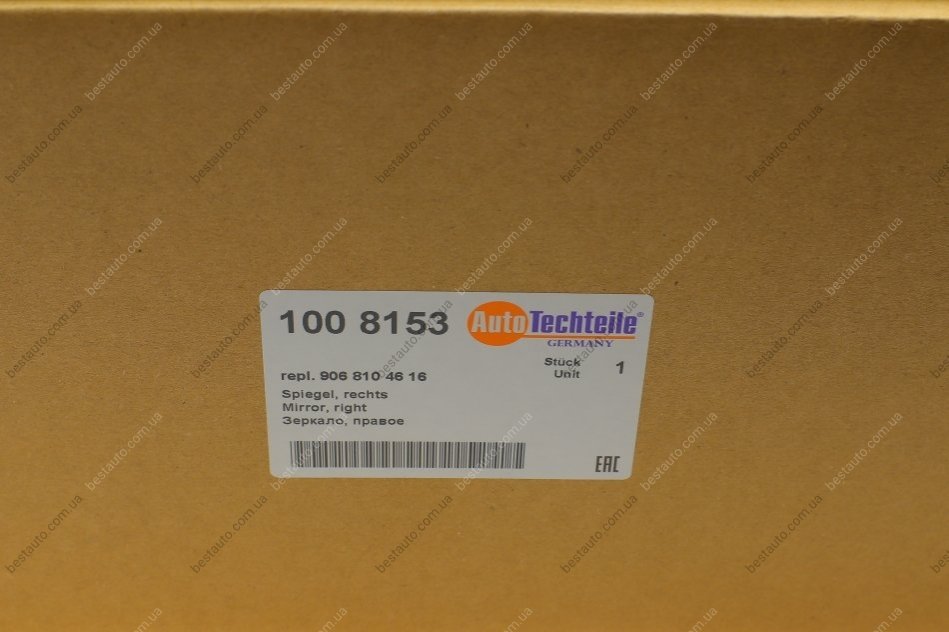 100 8153
AutoTechteile®
GERMANY
Stück
Unit
1
repl. 906 810 46 16
Spiegel, rechts
Mirror, right
Зеркало, правое
EAC
bestauto.com.ua